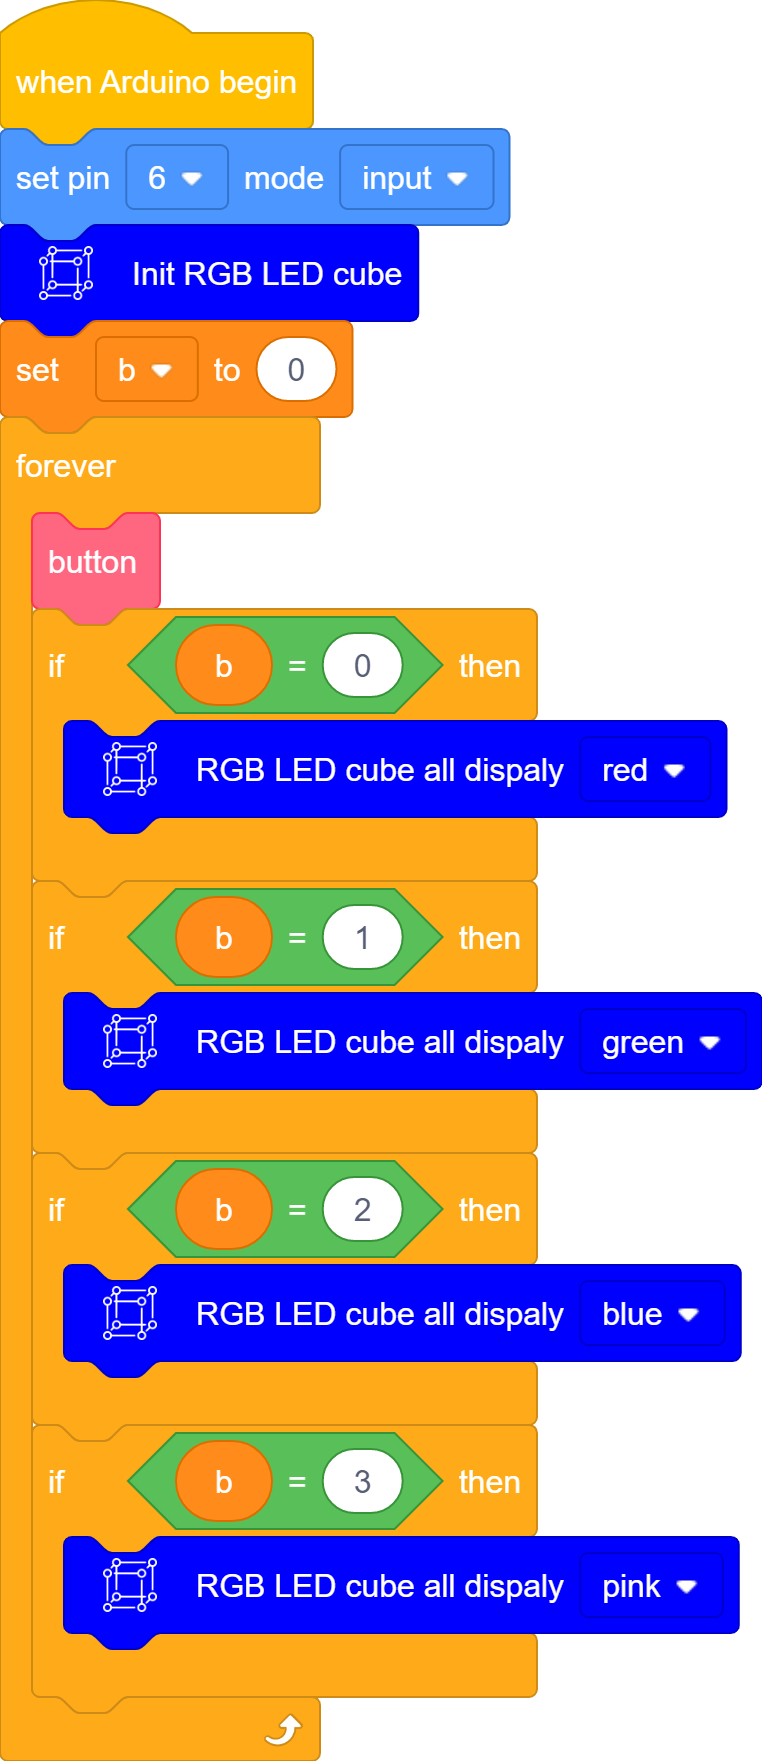 when Arduino begin
set pin 6 mode input
Init RGB LED cube
set b to 0
forever
button
if b = 0 then
RGB LED cube all dispaly red
if b = 1 then
RGB LED cube all dispaly green
if b = 2 then
RGB LED cube all dispaly blue
if b = 3 then
RGB LED cube all dispaly pink